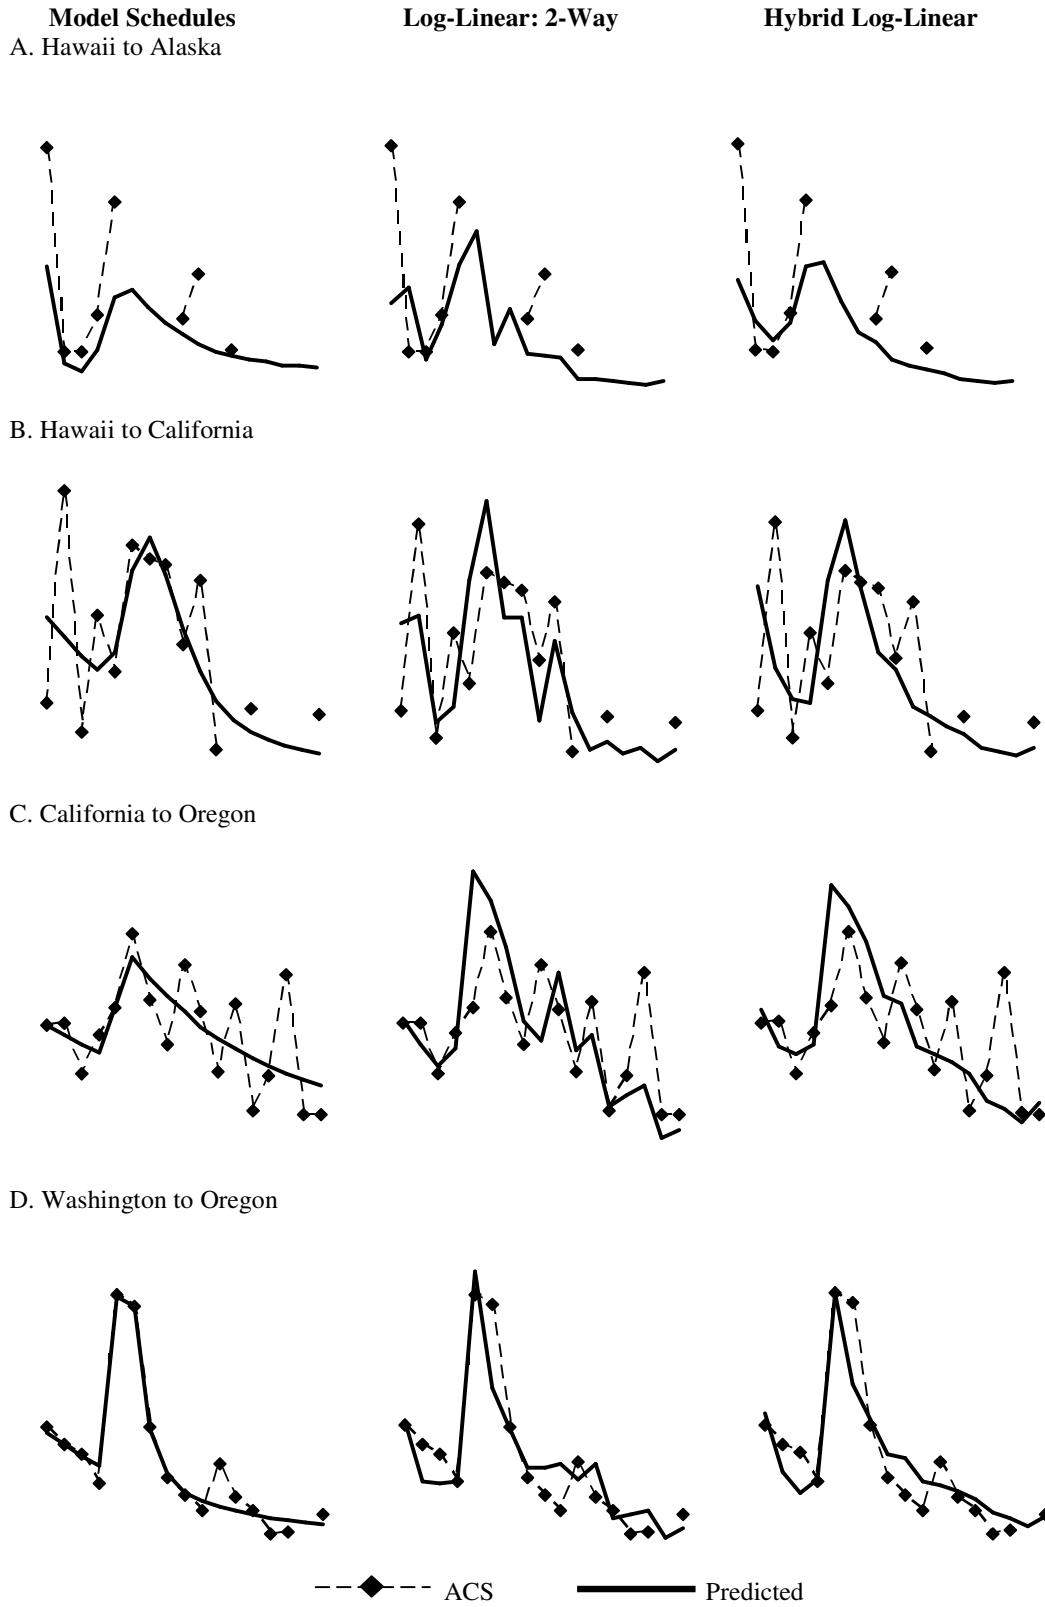 Model Schedules Log-Linear: 2-Way Hybrid Log-Linear
A. Hawaii to Alaska
B. Hawaii to California
C. California to Oregon
D. Washington to Oregon
ACS Predicted